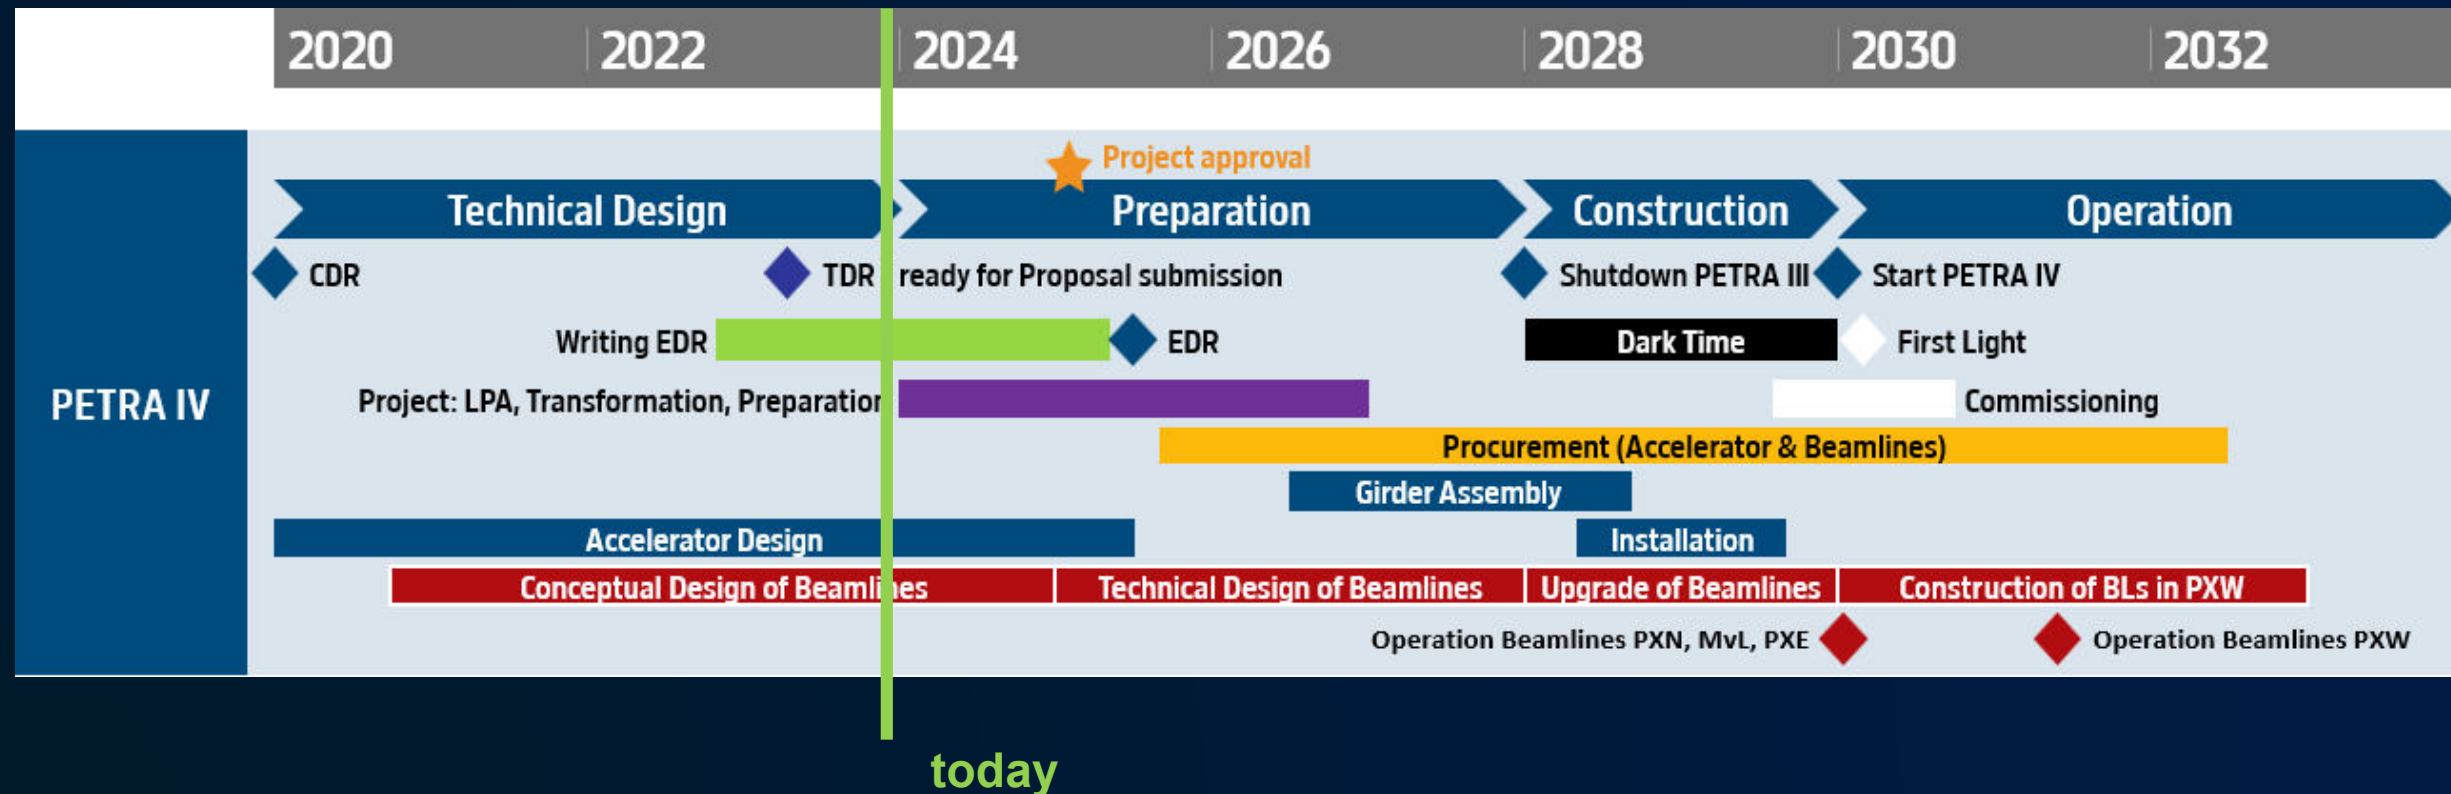 2020 2022 2024 2026 2028 2030 2032
Project approval
Technical Design Preparation Construction Operation
CDR TDR ready for Proposal submission Shutdown PETRA III Start PETRA IV
Writing EDR EDR Dark Time First Light
PETRA IV
Project: LPA, Transformation, Preparation Commissioning
Procurement (Accelerator & Beamlines)
Girder Assembly
Accelerator Design Installation
Conceptual Design of Beamlines Technical Design of Beamlines Upgrade of Beamlines Construction of BLs in PXW
Operation Beamlines PXN, MvL, PXE Operation Beamlines PXW
today